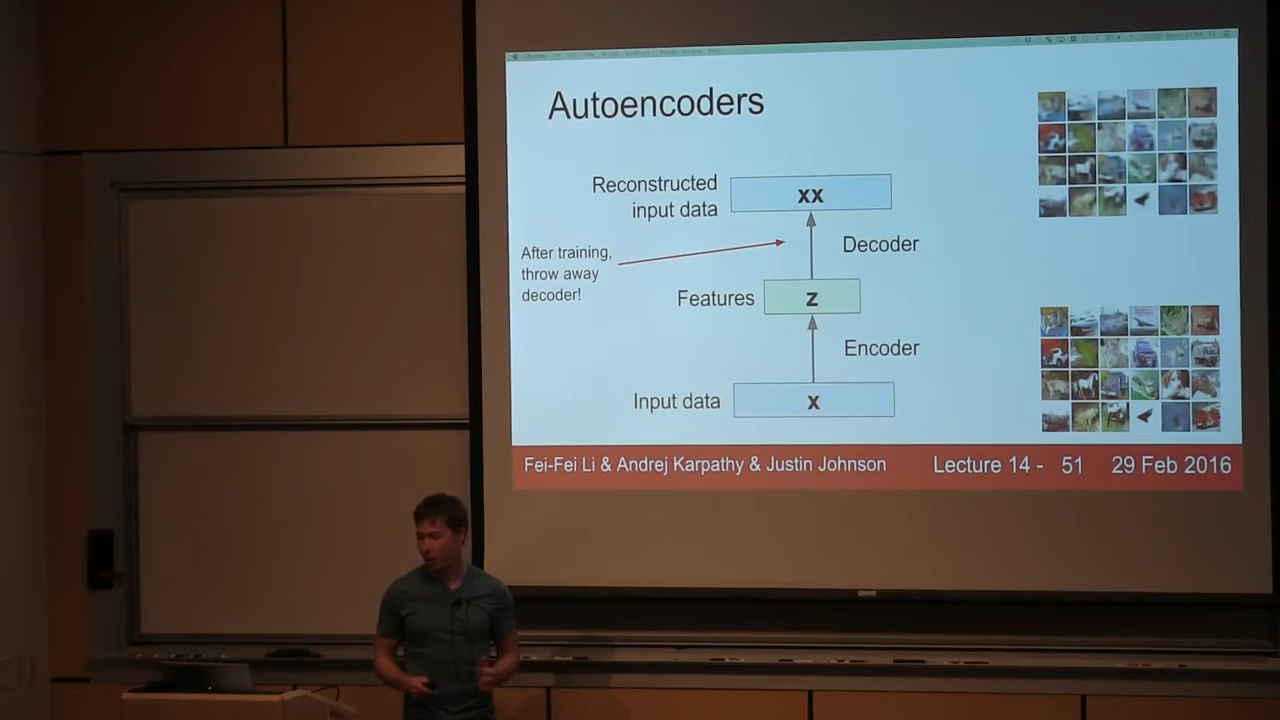 Autoencoders
Reconstructed
input data
xx
After training,
throw away
decoder!
Decoder
Features
z
Encoder
Input data
x
Fei-Fei Li & Andrej Karpathy & Justin Johnson
Lecture 14 - 51
29 Feb 2016